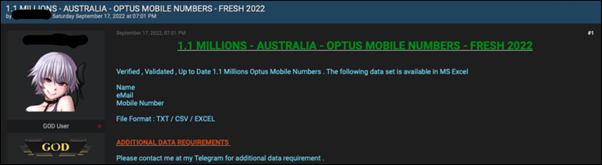 1.1 MILLIONS - AUSTRALIA - OPTUS MOBILE NUMBERS - FRESH 2022
by Saturday September 17, 2022 at 07:01 PM
September 17, 2022, 07:01 PM
#1
1.1 MILLIONS - AUSTRALIA - OPTUS MOBILE NUMBERS - FRESH 2022
Verified , Validated , Up to Date 1.1 Millions Optus Mobile Numbers . The following data set is available in MS Excel
Name
eMail
Mobile Number
File Format : TXT / CSV / EXCEL
GOD User
GOD
ADDITIONAL DATA REQUIREMENTS
Please contact me at my Telegram for additional data requirement .